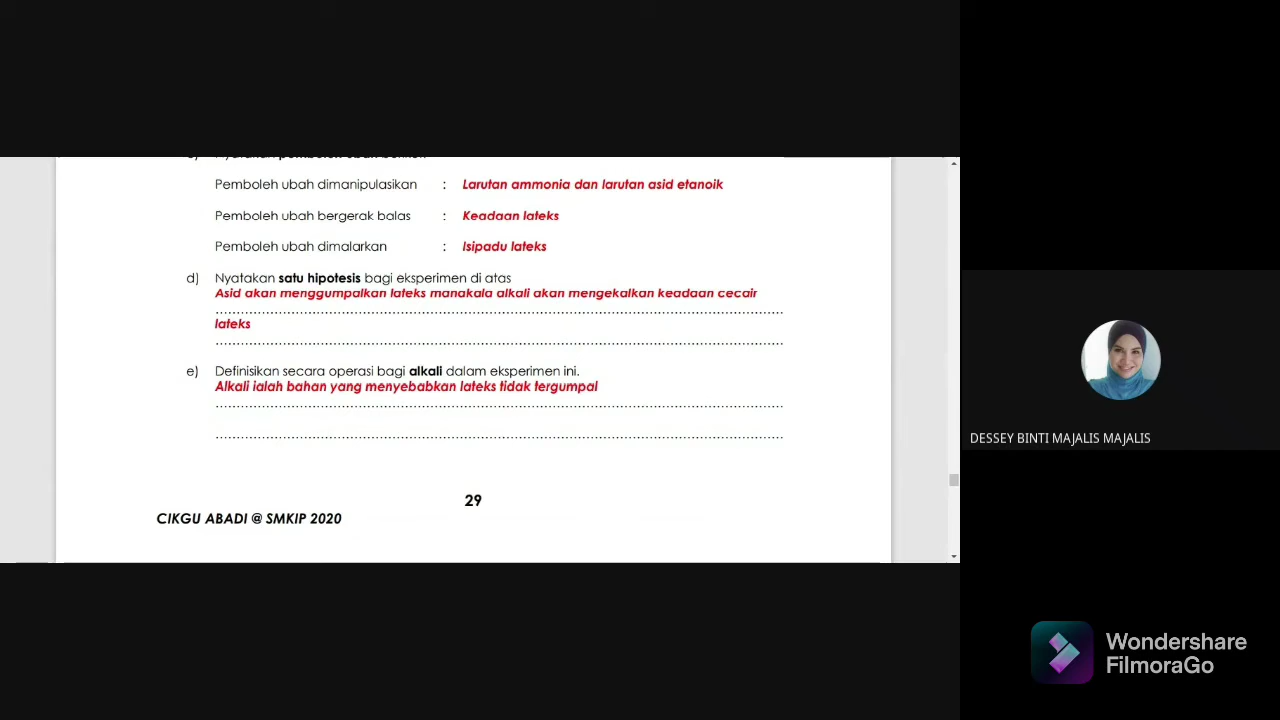 Pemboleh ubah dimanipulasikan : Larutan ammonia dan larutan asid etanoik
Pemboleh ubah bergerak balas : Keadaan lateks
Pemboleh ubah dimalarkan : Isipadu lateks
d) Nyatakan satu hipotesis bagi eksperimen di atas
Asid akan menggumpalkan lateks manakala alkali akan mengekalkan keadaan cecair
lateks
e) Definisikan secara operasi bagi alkali dalam eksperimen ini.
Alkali ialah bahan yang menyebabkan lateks tidak tergumpal
29
CIKGU ABADI @ SMKIP 2020
DESSEY BINTI MAJALIS MAJALIS
Wondershare
FilmoraGo